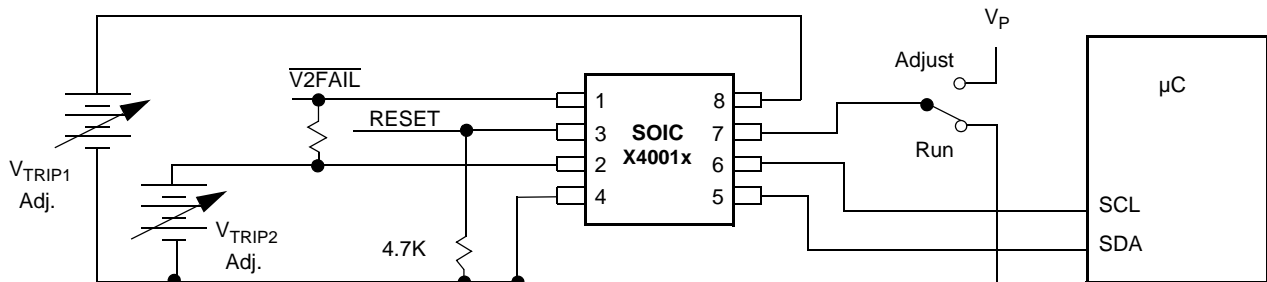 V_P
Adjust
V2FAIL
µC
1 8
RESET
SOIC
3 7
X4001x
Run
V_TRIP1
Adj.
2 6
4 5
V_TRIP2
Adj.
4.7K
SCL
SDA